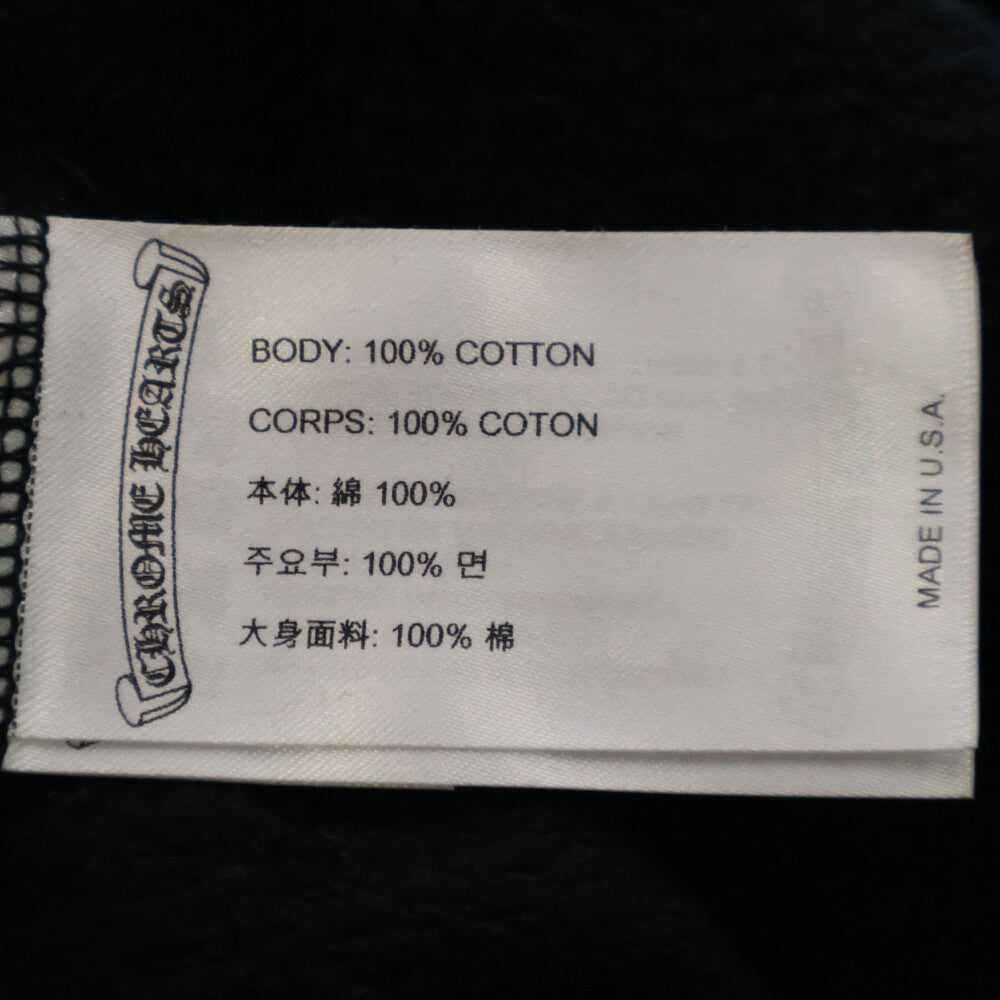 CHROME HEARTS
BODY: 100% COTTON
CORPS: 100% COTON
本体: 綿 100%
주요부: 100% 면
大身面料: 100% 棉
MADE IN U.S.A.